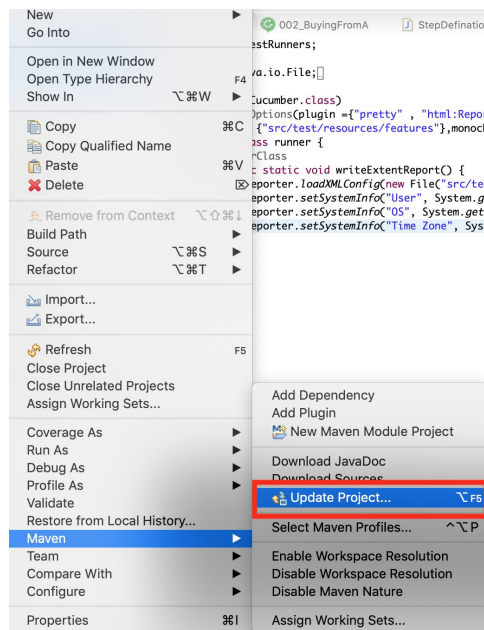 New
Go Into
Open in New Window
Open Type Hierarchy F4
Show In ⌥⌘W
Copy ⌘C
Copy Qualified Name
Paste ⌘V
Delete ⌦
Remove from Context ⌥⇧⌘↓
Build Path
Source ⌥⌘S
Refactor ⌥⌘T
Import...
Export...
Refresh F5
Close Project
Close Unrelated Projects
Assign Working Sets...
Coverage As
Run As
Debug As
Profile As
Validate
Restore from Local History...
Maven
Team
Compare With
Configure
Properties ⌘I
002_BuyingFromA StepDefinatio
estRunners;
va.io.File;
Cucumber.class)
Options(plugin ={"pretty" , "html:Repo
{"src/test/resources/features"},monoch
ass runner {
rClass
c static void writeExtentReport() {
eporter.loadXMLConfig(new File("src/te
eporter.setSystemInfo("User", System.g
eporter.setSystemInfo("OS", System.get
eporter.setSystemInfo("Time Zone", Sys
Add Dependency
Add Plugin
New Maven Module Project
Download JavaDoc
Download Sources
Update Project... ⌥F5
Select Maven Profiles... ^⌥P
Enable Workspace Resolution
Disable Workspace Resolution
Disable Maven Nature
Assign Working Sets...